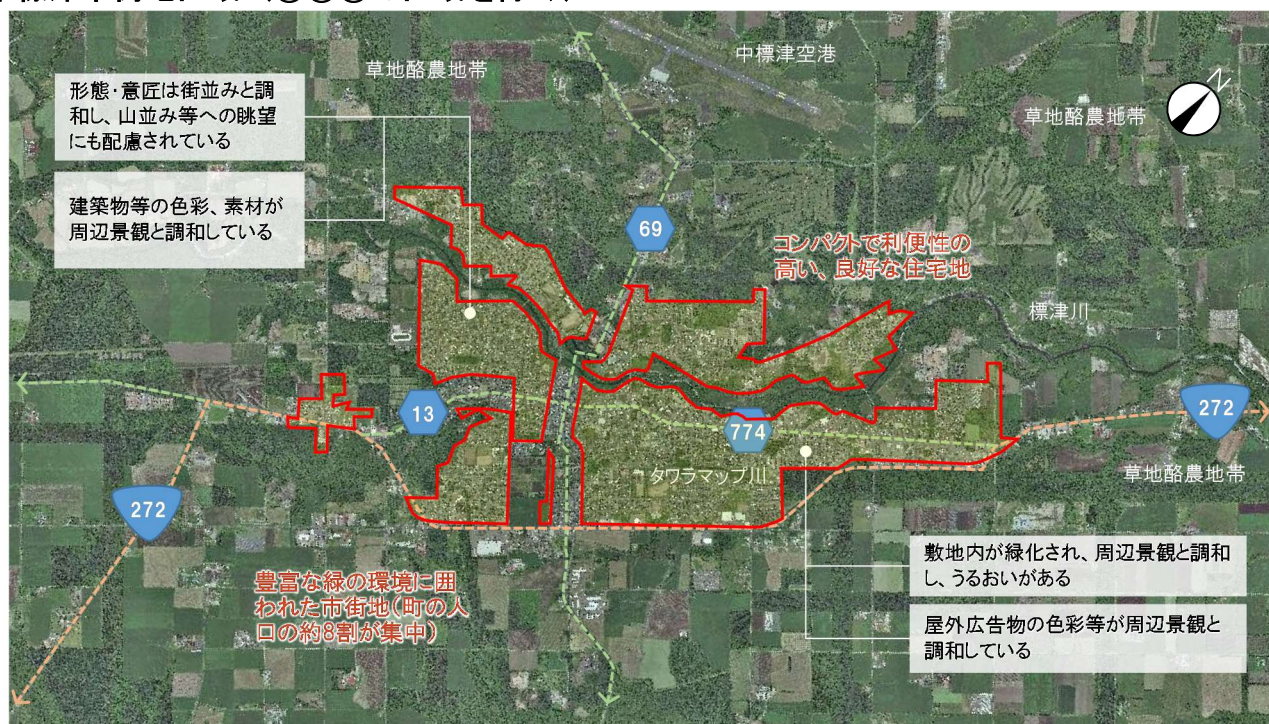 中標津空港
草地酪農地帯
N
形態・意匠は街並みと調
和し、山並み等への眺望
にも配慮されている
草地酪農地帯
建築物等の色彩、素材が
周辺景観と調和している
69
コンパクトで利便性の
高い、良好な住宅地
標津川
13
272
774
タワラマップ川
草地酪農地帯
272
敷地内が緑化され、周辺景観と調和
し、うるおいがある
豊富な緑の環境に囲
われた市街地(町の人
口の約8割が集中)
屋外広告物の色彩等が周辺景観と
調和している